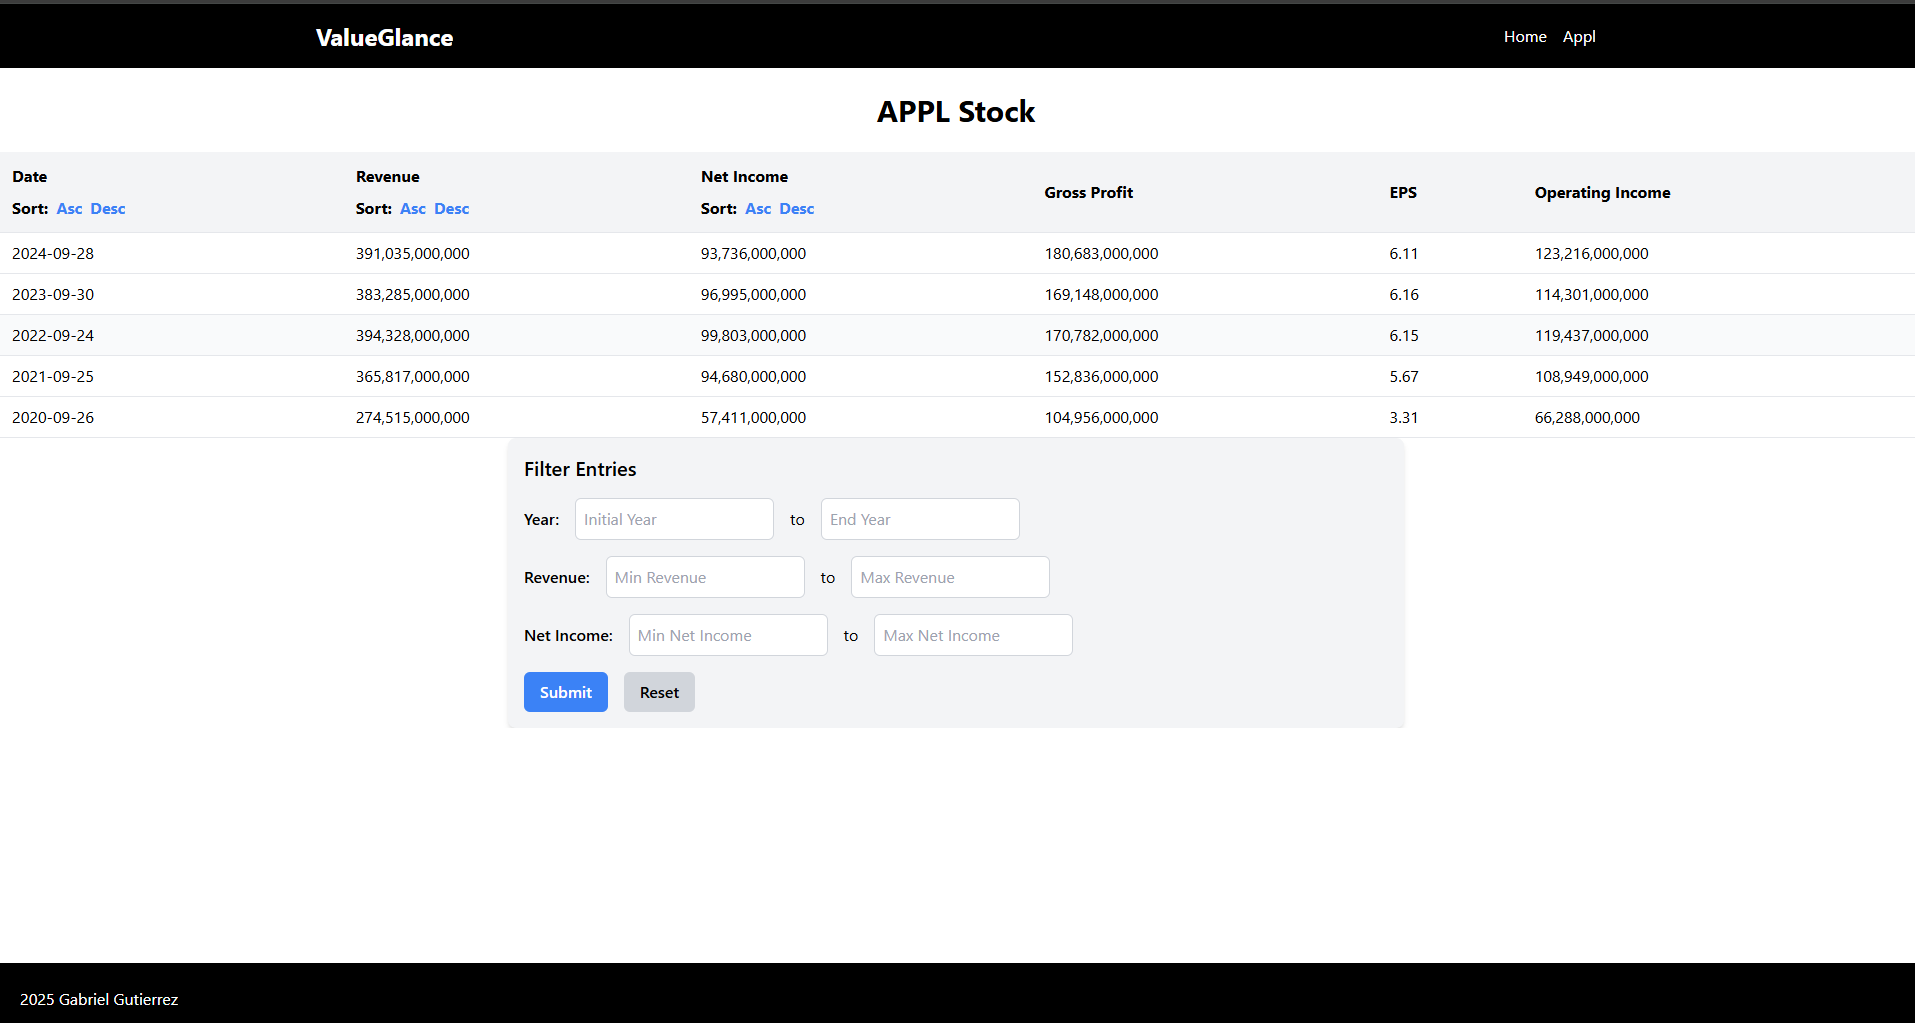 ValueGlance Home Appl
APPL Stock
Date Revenue Net Income Gross Profit EPS Operating Income
Sort: Asc Desc Sort: Asc Desc Sort: Asc Desc
2024-09-28 391,035,000,000 93,736,000,000 180,683,000,000 6.11 123,216,000,000
2023-09-30 383,285,000,000 96,995,000,000 169,148,000,000 6.16 114,301,000,000
2022-09-24 394,328,000,000 99,803,000,000 170,782,000,000 6.15 119,437,000,000
2021-09-25 365,817,000,000 94,680,000,000 152,836,000,000 5.67 108,949,000,000
2020-09-26 274,515,000,000 57,411,000,000 104,956,000,000 3.31 66,288,000,000
Filter Entries
Year: Initial Year to End Year
Revenue: Min Revenue to Max Revenue
Net Income: Min Net Income to Max Net Income
Submit Reset
2025 Gabriel Gutierrez